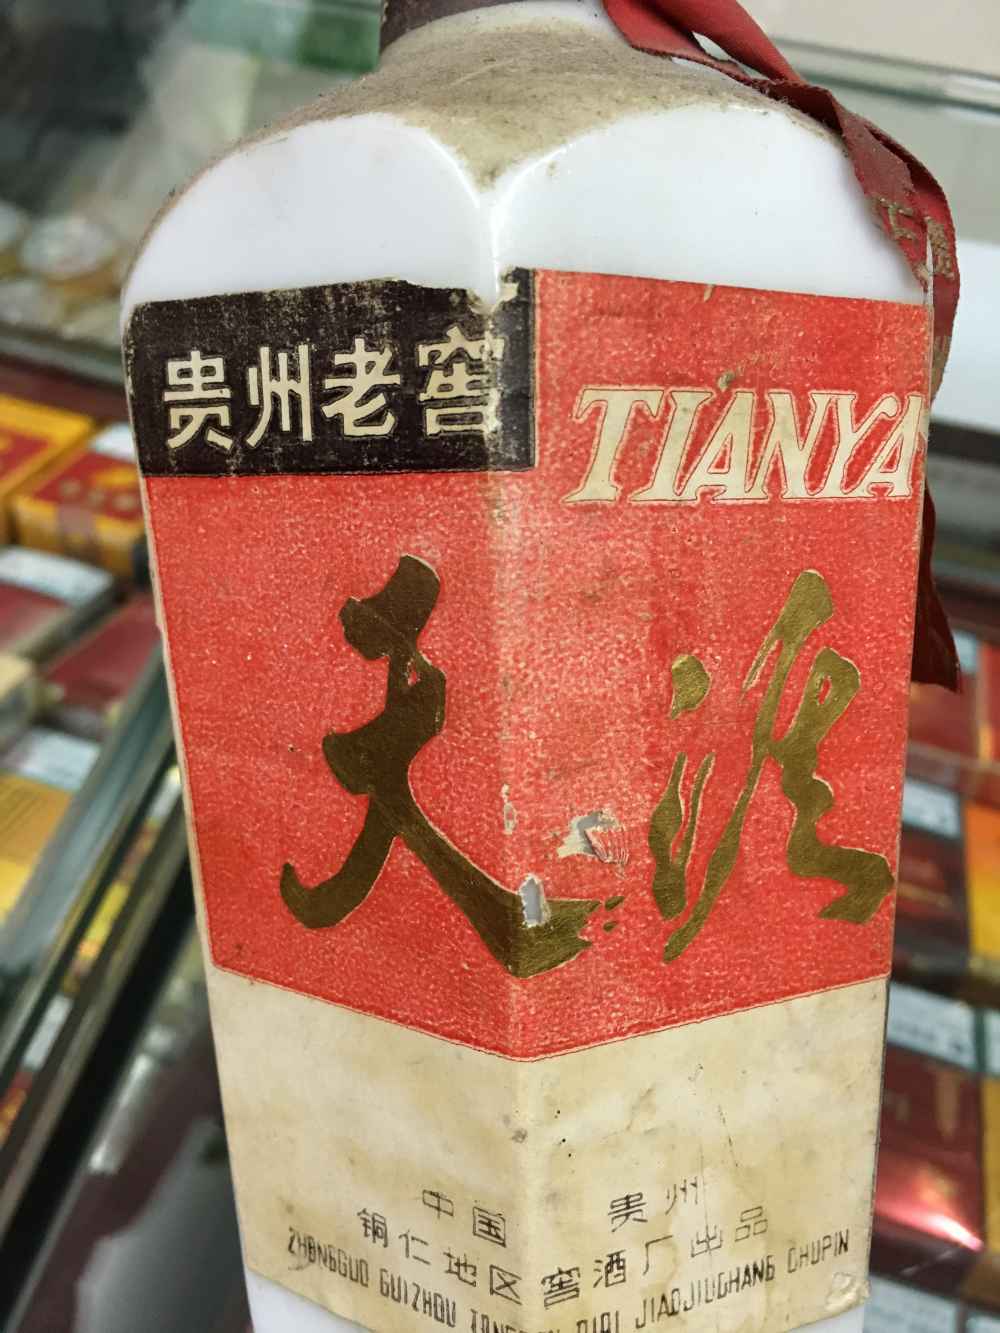 贵州老窖
TIANYA
天涯
中国 贵州
铜仁地区窖酒厂出品
ZHONGGUO GUIZHOU DIQI JIAOJIUCHANG CHUPIN